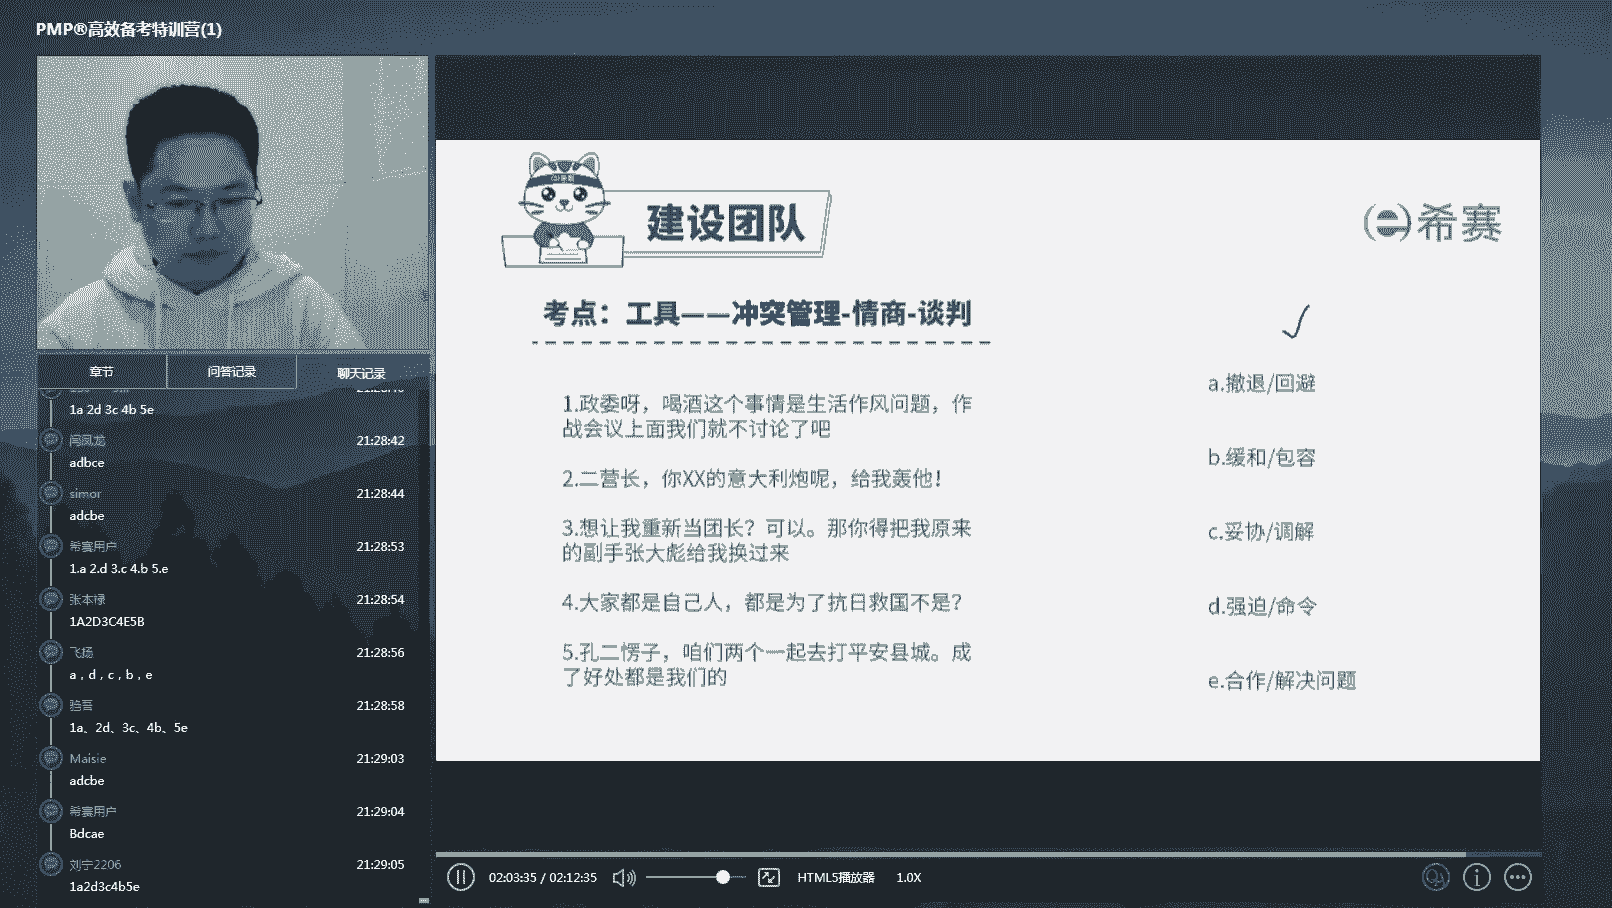 PMP®高效备考特训营(1)
建设团队
希赛
考点：工具——冲突管理-情商-谈判
1.政委呀，喝酒这个事情是生活作风问题，作
战会议上面我们就不讨论了吧
2.二营长，你XX的意大利炮呢，给我轰他！
3.想让我重新当团长？可以。那你得把我原来
的副手张大彪给我换过来
4.大家都是自己人，都是为了抗日救国不是？
5.孔二愣子，咱们两个一起去打平安县城。成
了好处都是我们的
a.撤退/回避
b.缓和/包容
c.妥协/调解
d.强迫/命令
e.合作/解决问题
章节
问答记录
聊天记录
1a 2d 3c 4b 5e
闫凤龙 21:28:42
adbce
simor 21:28:44
adcbe
希赛用户 21:28:53
1.a 2.d 3.c 4.b 5.e
张本禄 21:28:54
1A2D3C4E5B
飞扬 21:28:56
a，d，c，b，e
21:28:58
1a、2d、3c、4b、5e
Maisie 21:29:03
adcbe
希赛用户 21:29:04
Bdcae
刘宁2206 21:29:05
1a2d3c4b5e
02:03:35 / 02:12:35
HTML5播放器
1.0X